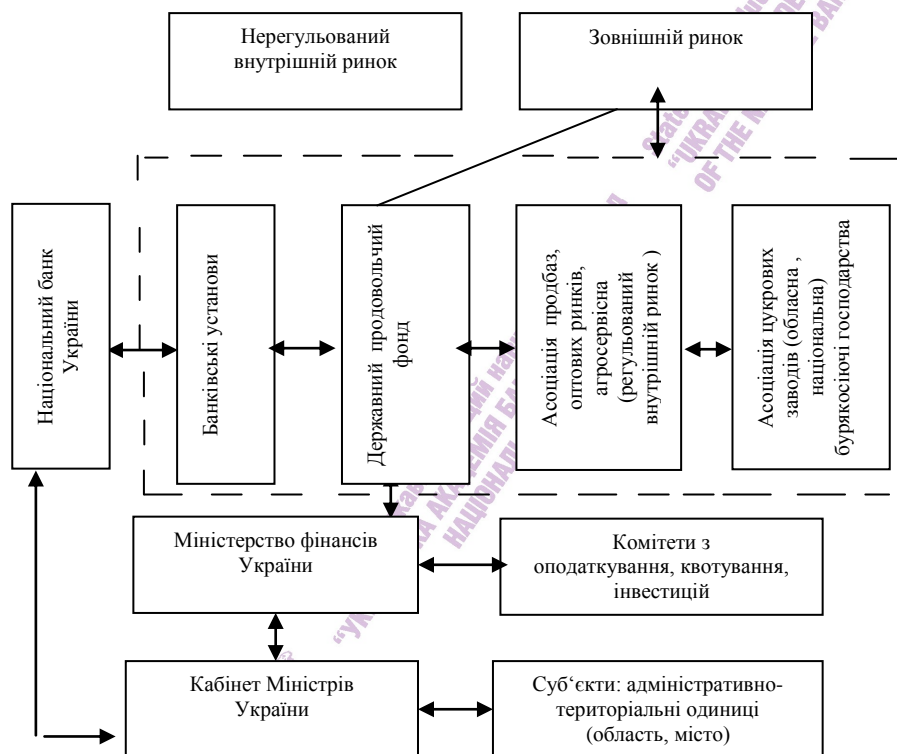 Нерегульований
внутрішній ринок
Зовнішній ринок
Національний банк
України
Банківські установи
Державний продовольчий
фонд
Асоціація продбаз,
оптових ринків,
агросервісна
(регульований
внутрішній ринок )
Асоціація цукрових
заводів (обласна ,
національна)
бурякосіючі господарства
Міністерство фінансів
України
Комітети з
оподаткування, квотування,
інвестицій
Кабінет Міністрів
України
Суб‘єкти: адміністративно-
територіальні одиниці
(область, місто)